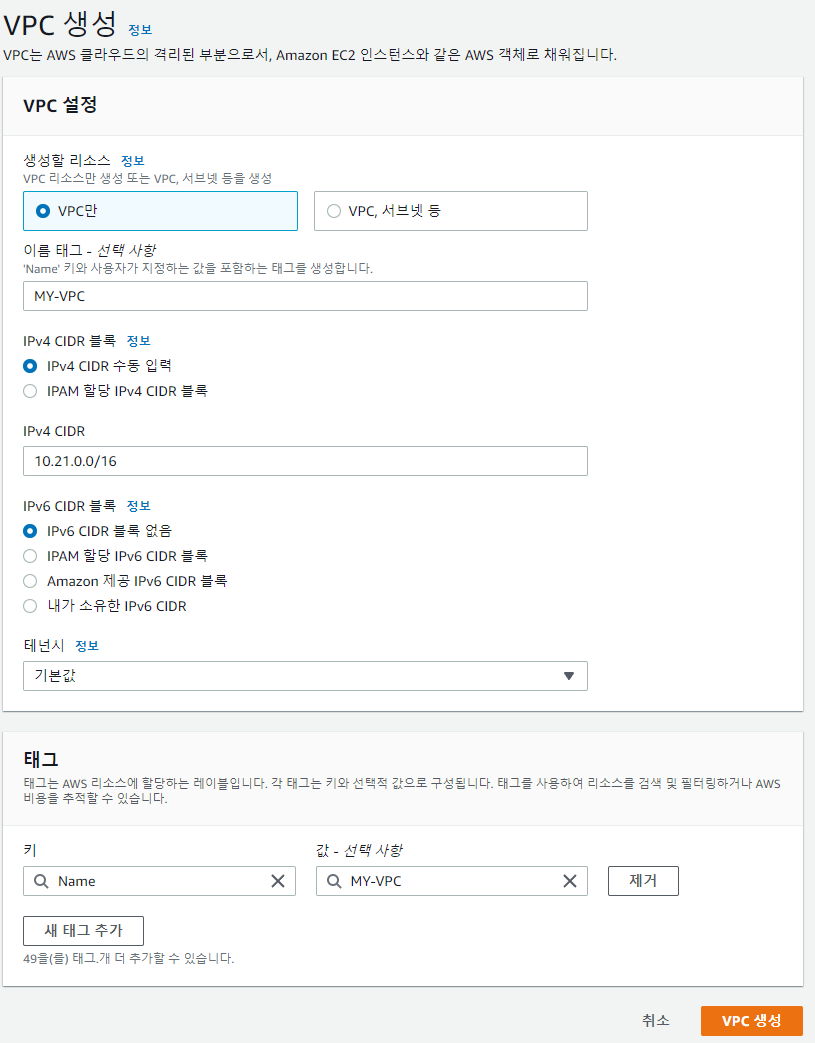 VPC 생성 정보
VPC는 AWS 클라우드의 격리된 부분으로서, Amazon EC2 인스턴스와 같은 AWS 객체로 채워집니다.
VPC 설정
생성할 리소스 정보
VPC 리소스만 생성 또는 VPC, 서브넷 등을 생성
VPC만
VPC, 서브넷 등
이름 태그 - 선택 사항
'Name' 키와 사용자가 지정하는 값을 포함하는 태그를 생성합니다.
MY-VPC
IPv4 CIDR 블록 정보
IPv4 CIDR 수동 입력
IPAM 할당 IPv4 CIDR 블록
IPv4 CIDR
10.21.0.0/16
IPv6 CIDR 블록 정보
IPv6 CIDR 블록 없음
IPAM 할당 IPv6 CIDR 블록
Amazon 제공 IPv6 CIDR 블록
내가 소유한 IPv6 CIDR
테넌시 정보
기본값
태그
태그는 AWS 리소스에 할당하는 레이블입니다. 각 태그는 키와 선택적 값으로 구성됩니다. 태그를 사용하여 리소스를 검색 및 필터링하거나 AWS
비용을 추적할 수 있습니다.
키
값 - 선택 사항
Name
MY-VPC
제거
새 태그 추가
49을(를) 태그.개 더 추가할 수 있습니다.
취소
VPC 생성